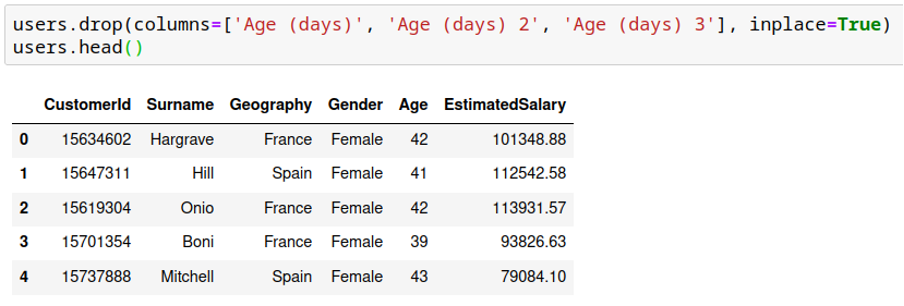 users.drop(columns=['Age (days)', 'Age (days) 2', 'Age (days) 3'], inplace=True)
users.head()
CustomerId Surname Geography Gender Age EstimatedSalary
0 15634602 Hargrave France Female 42 101348.88
1 15647311 Hill Spain Female 41 112542.58
2 15619304 Onio France Female 42 113931.57
3 15701354 Boni France Female 39 93826.63
4 15737888 Mitchell Spain Female 43 79084.10